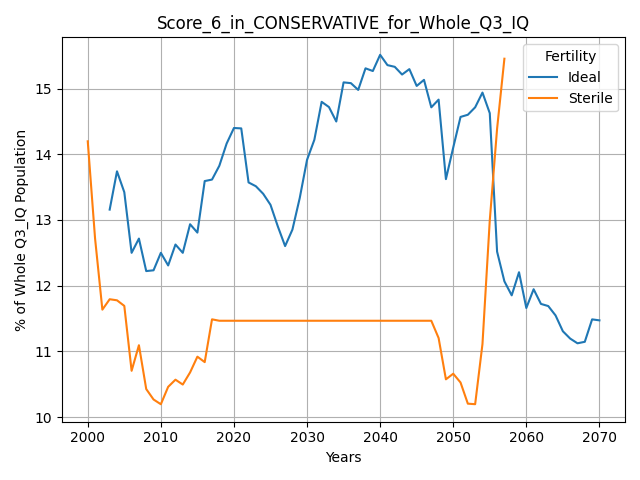 Score_6_in_CONSERVATIVE_for_Whole_Q3_IQ
Fertility
Ideal
Sterile
% of Whole Q3_IQ Population
15
14
13
12
11
10
2000 2010 2020 2030 2040 2050 2060 2070
Years